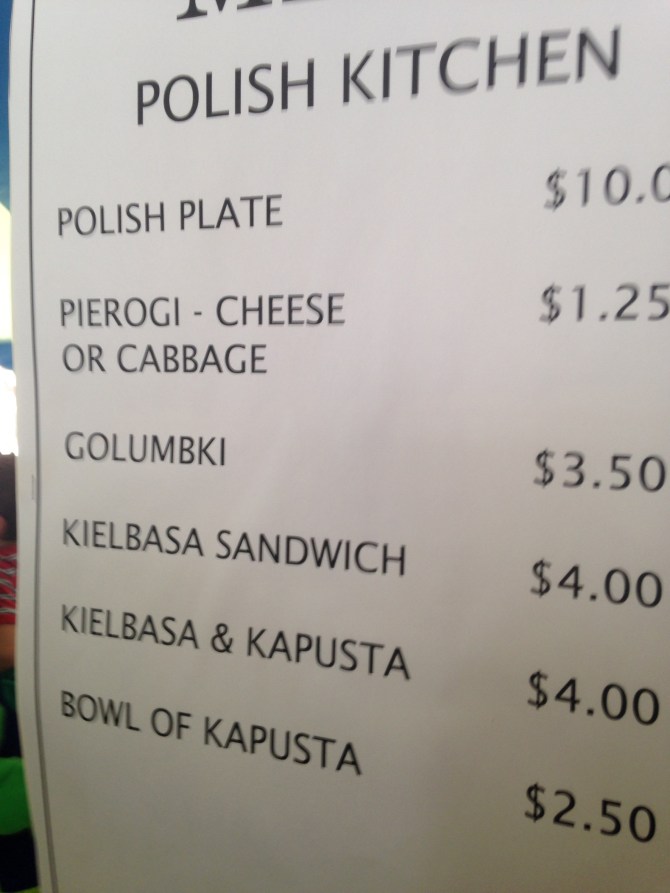 POLISH KITCHEN
POLISH PLATE $10.0
PIEROGI - CHEESE $1.25
OR CABBAGE
GOLUMBKI $3.50
KIELBASA SANDWICH $4.00
KIELBASA & KAPUSTA $4.00
BOWL OF KAPUSTA $2.50